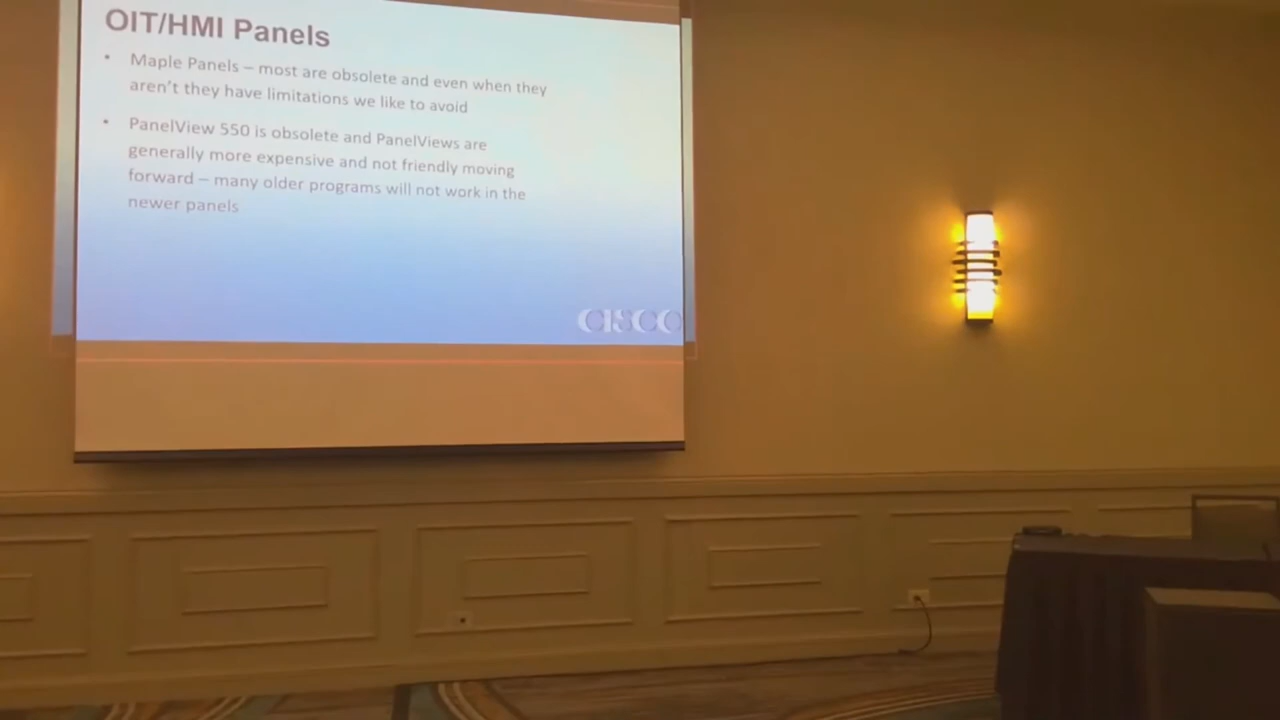 OIT/HMI Panels
• Maple Panels – most are obsolete and even when they
aren't they have limitations we like to avoid
• PanelView 550 is obsolete and PanelViews are
generally more expensive and not friendly moving
forward – many older programs will not work in the
newer panels
CISCO